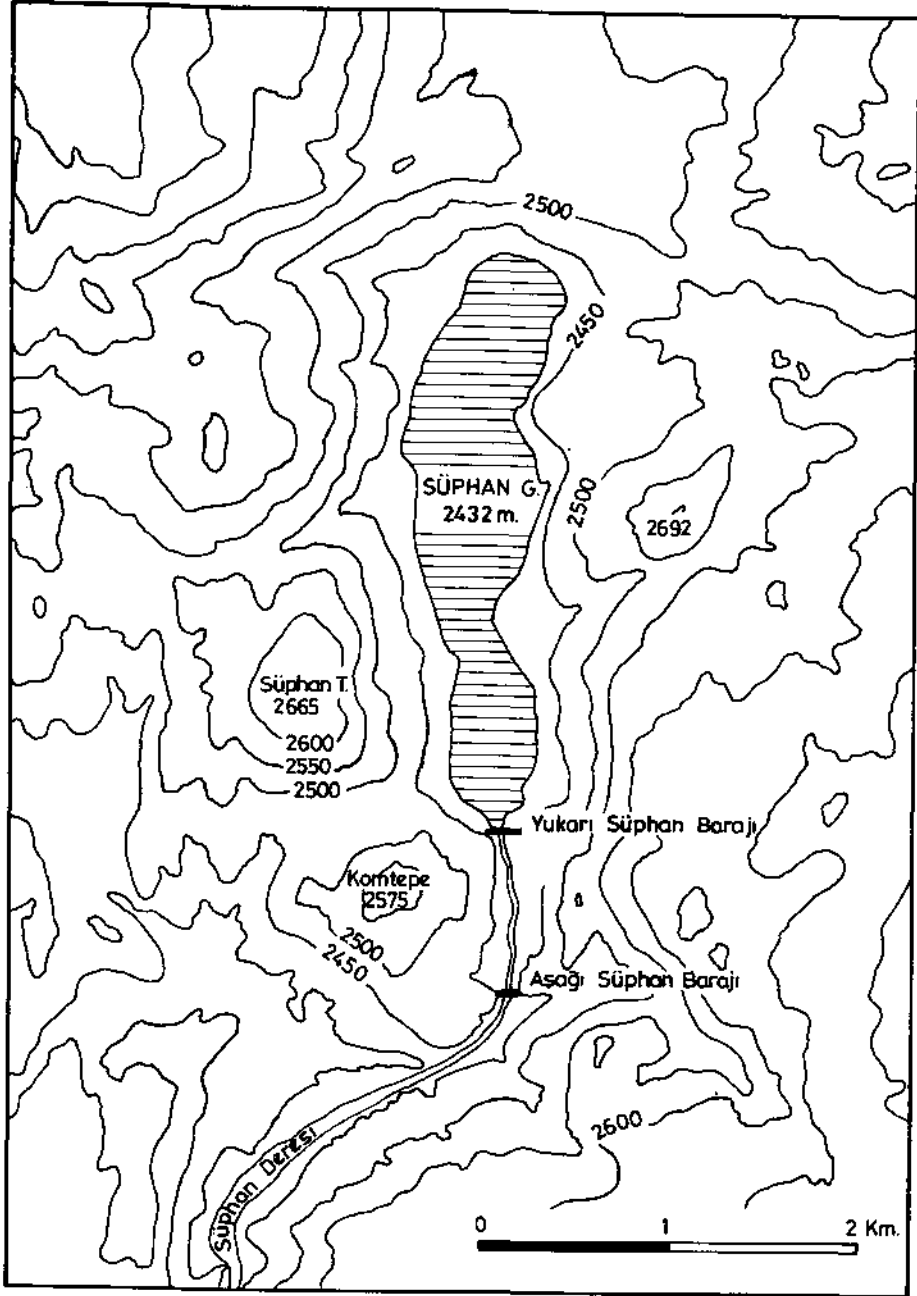 2500
2450
SÜPHAN G.
2432 m.
2500
2692
Süphan T.
2665
2600
2550
2500
Yukarı Süphan Barajı
Komtepe
2575
2500
2450
Aşağı Süphan Barajı
2600
Süphan Deresi
0 1 2 Km.